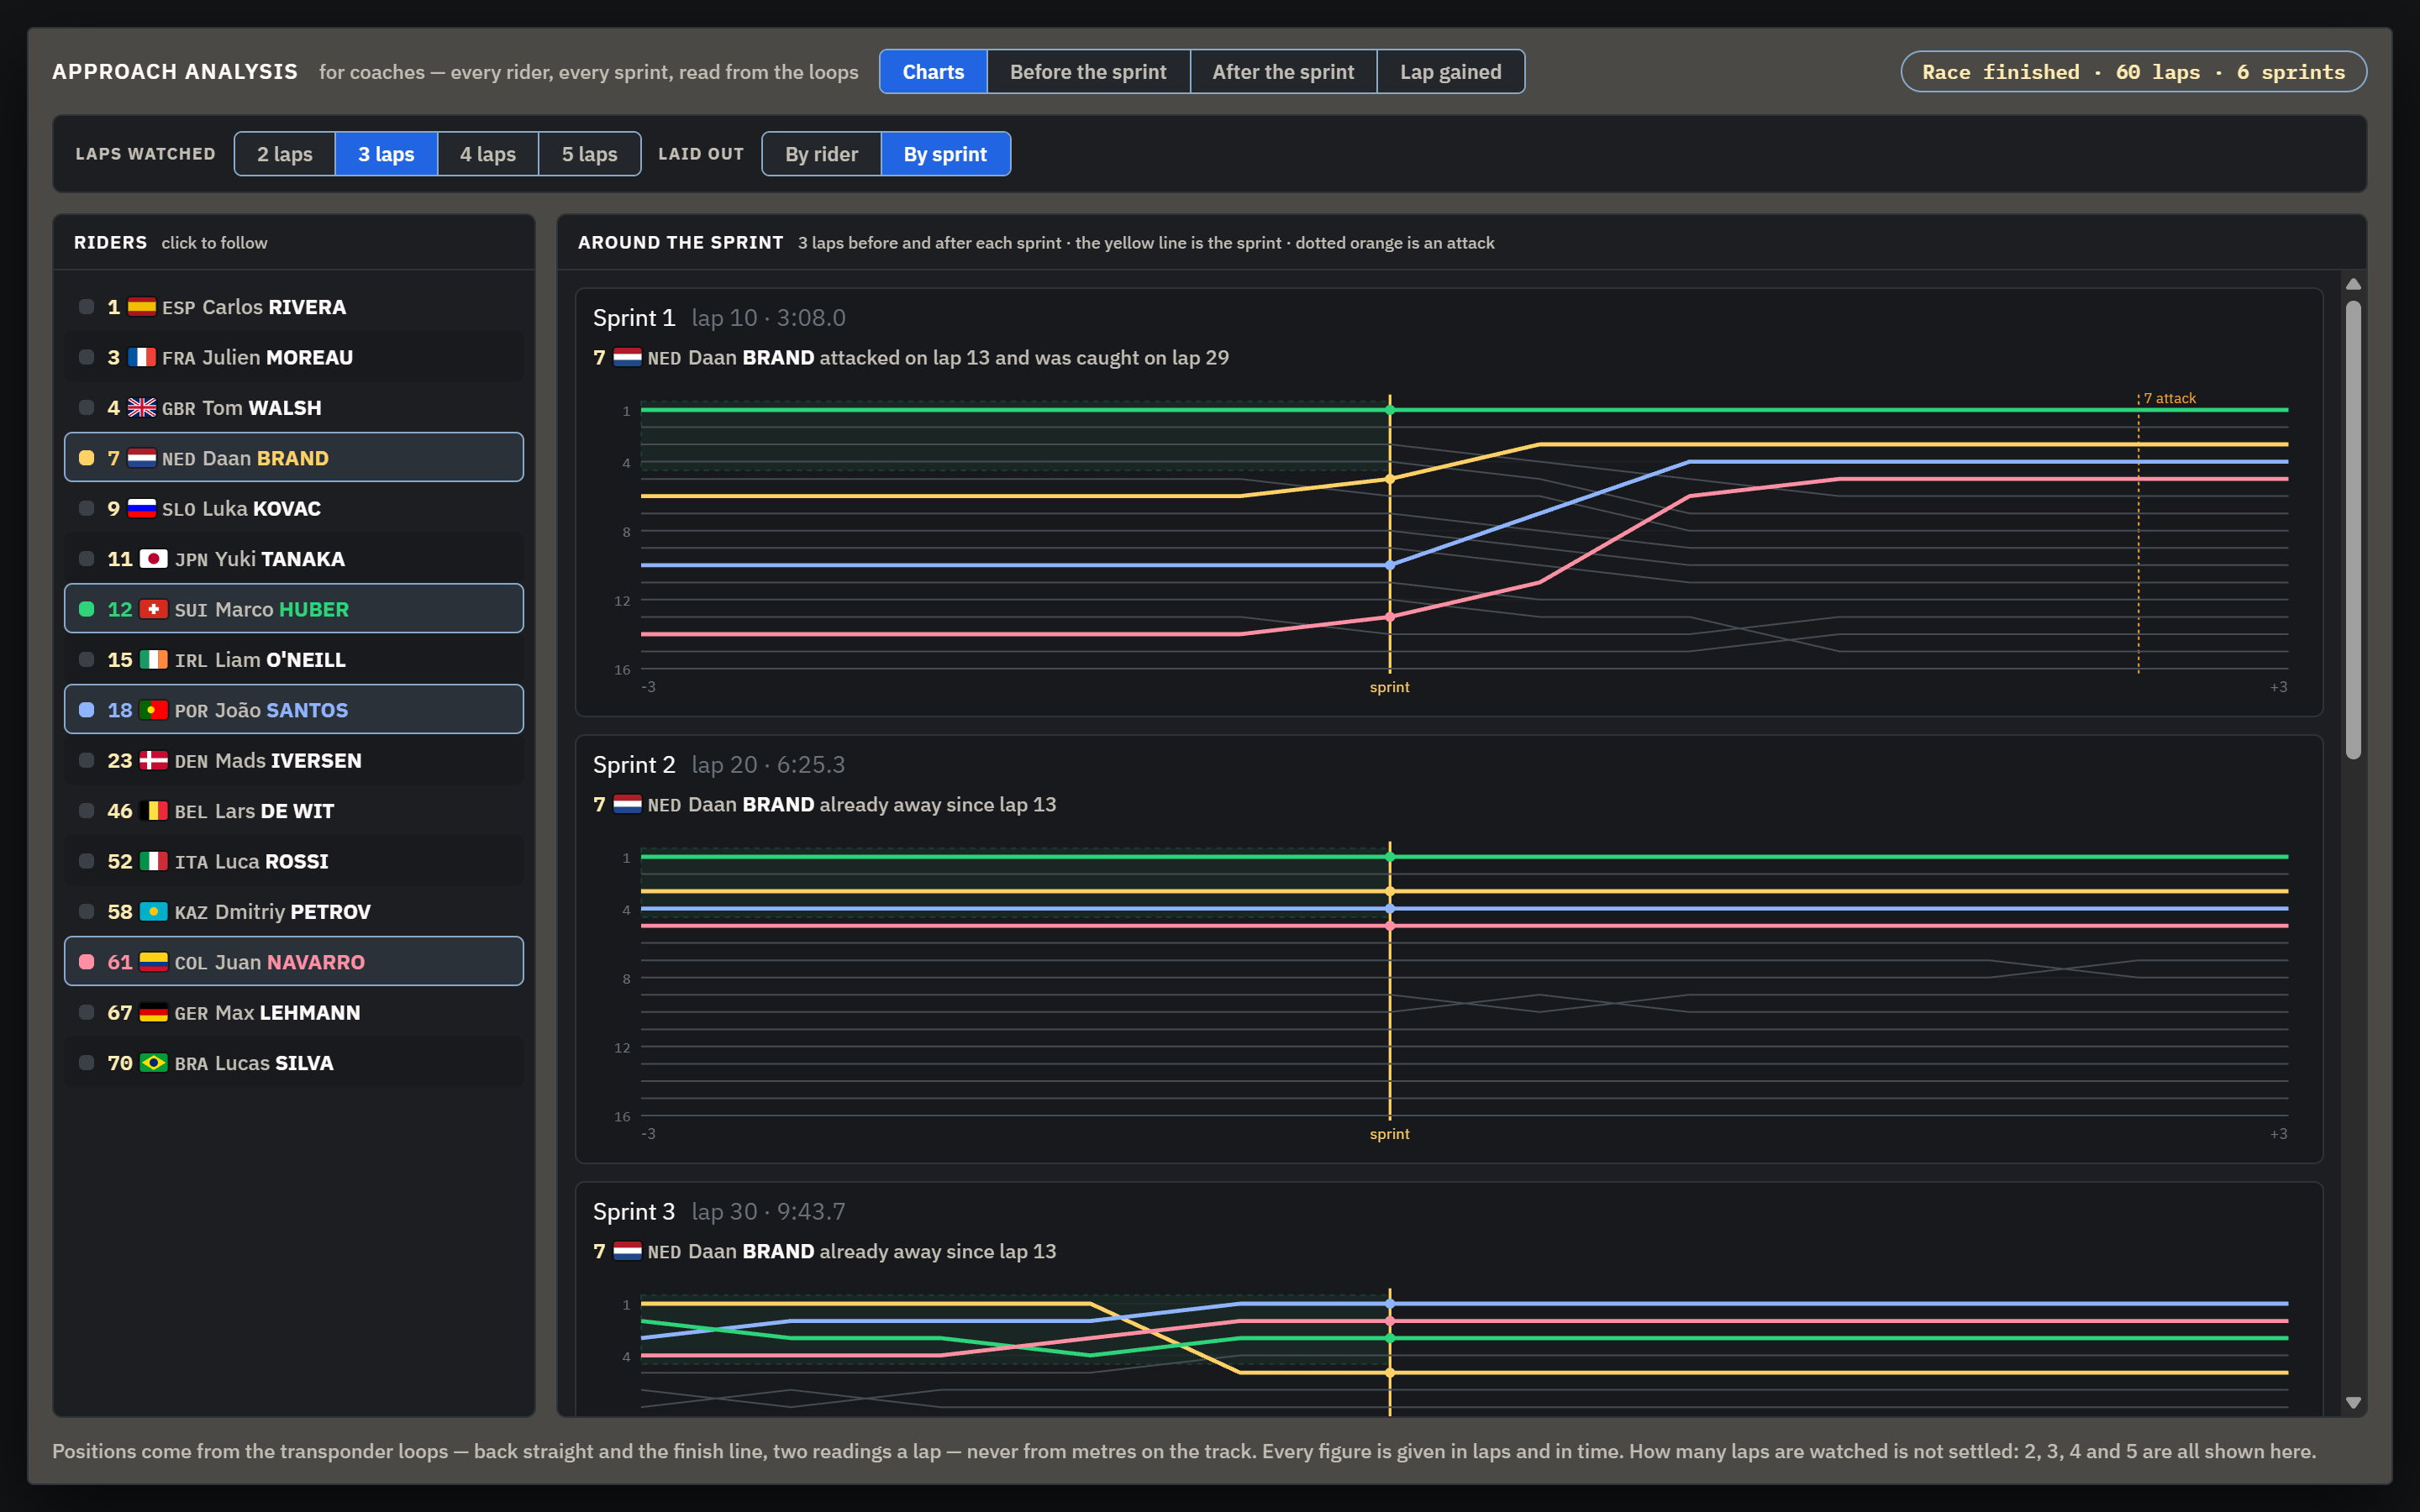 APPROACH ANALYSIS for coaches — every rider, every sprint, read from the loops Charts Before the sprint After the sprint Lap gained Race finished · 60 laps · 6 sprints
LAPS WATCHED 2 laps 3 laps 4 laps 5 laps LAID OUT By rider By sprint
RIDERS click to follow
1 ESP Carlos RIVERA
3 FRA Julien MOREAU
4 GBR Tom WALSH
7 NED Daan BRAND
9 SLO Luka KOVAC
11 JPN Yuki TANAKA
12 SUI Marco HUBER
15 IRL Liam O'NEILL
18 POR João SANTOS
23 DEN Mads IVERSEN
46 BEL Lars DE WIT
52 ITA Luca ROSSI
58 KAZ Dmitriy PETROV
61 COL Juan NAVARRO
67 GER Max LEHMANN
70 BRA Lucas SILVA
AROUND THE SPRINT 3 laps before and after each sprint · the yellow line is the sprint · dotted orange is an attack
Sprint 1 lap 10 · 3:08.0
7 NED Daan BRAND attacked on lap 13 and was caught on lap 29
7 attack
1
4
8
12
16
-3 sprint +3
Sprint 2 lap 20 · 6:25.3
7 NED Daan BRAND already away since lap 13
1
4
8
12
16
-3 sprint +3
Sprint 3 lap 30 · 9:43.7
7 NED Daan BRAND already away since lap 13
1
4
Positions come from the transponder loops — back straight and the finish line, two readings a lap — never from metres on the track. Every figure is given in laps and in time. How many laps are watched is not settled: 2, 3, 4 and 5 are all shown here.